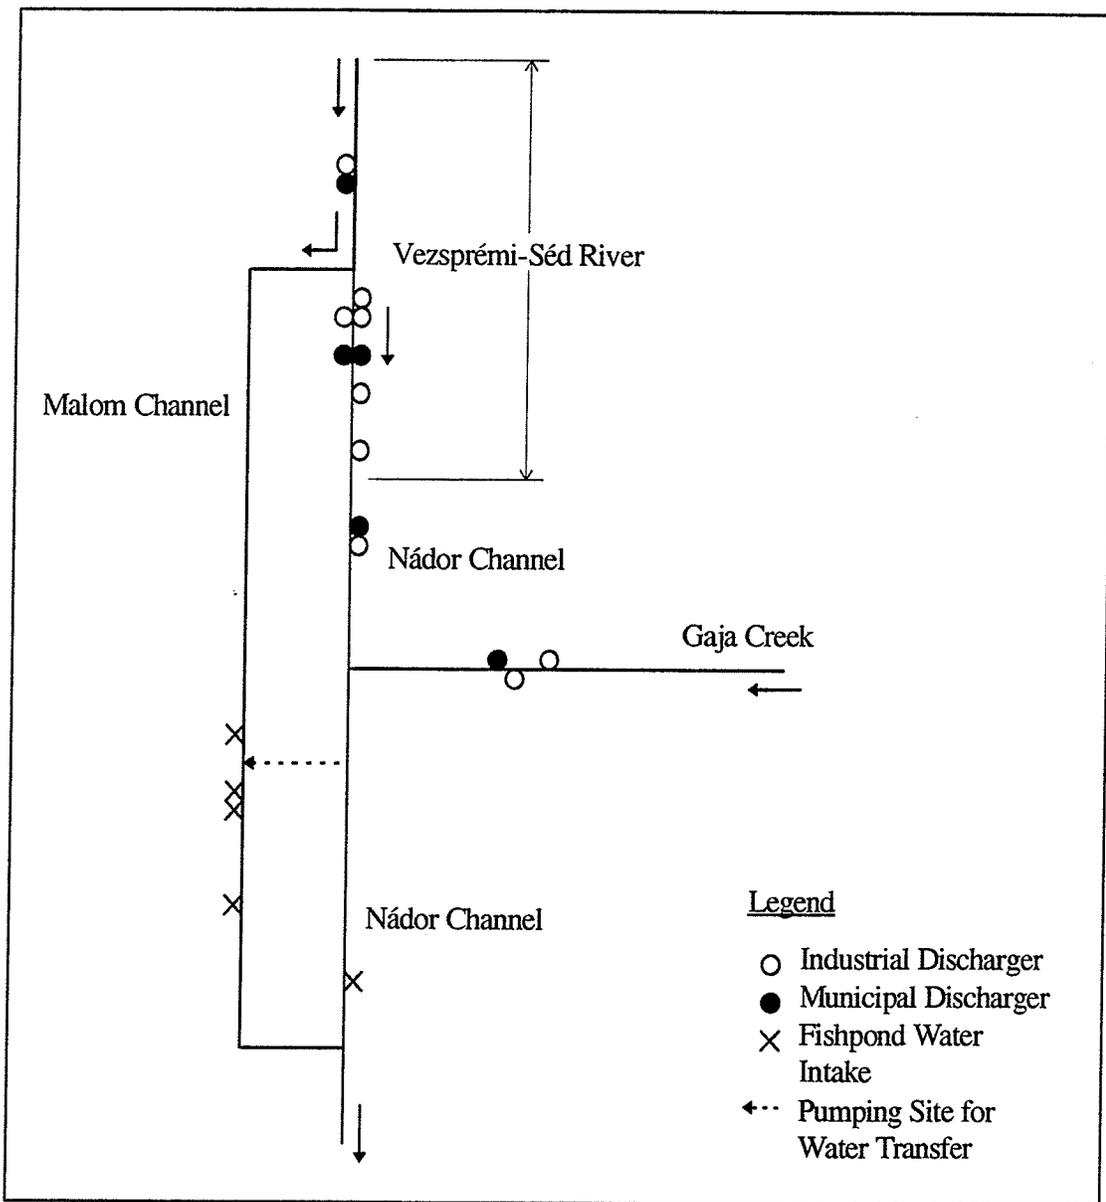 Vezsprémi-Séd River
Malom Channel
Nádor Channel
Gaja Creek
Nádor Channel
Legend
Industrial Discharger
Municipal Discharger
Fishpond Water
Intake
Pumping Site for
Water Transfer